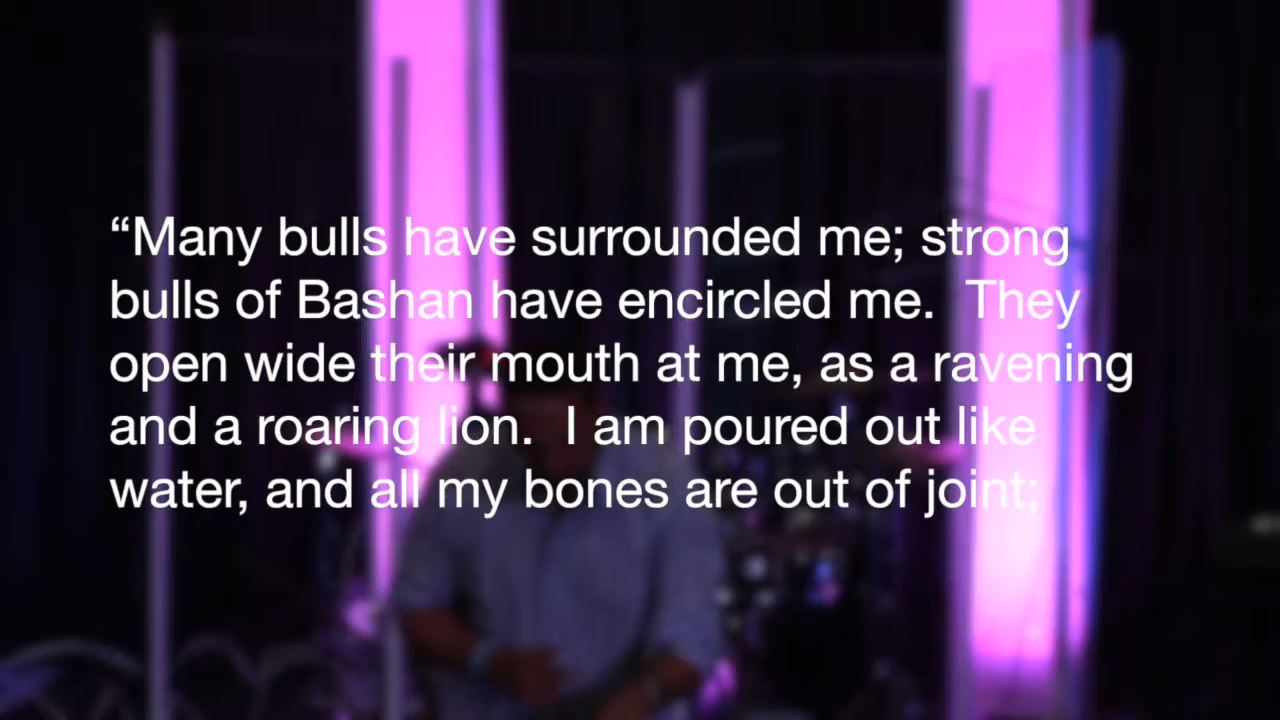 “Many bulls have surrounded me; strong
bulls of Bashan have encircled me.  They
open wide their mouth at me, as a ravening
and a roaring lion.  I am poured out like
water, and all my bones are out of joint;